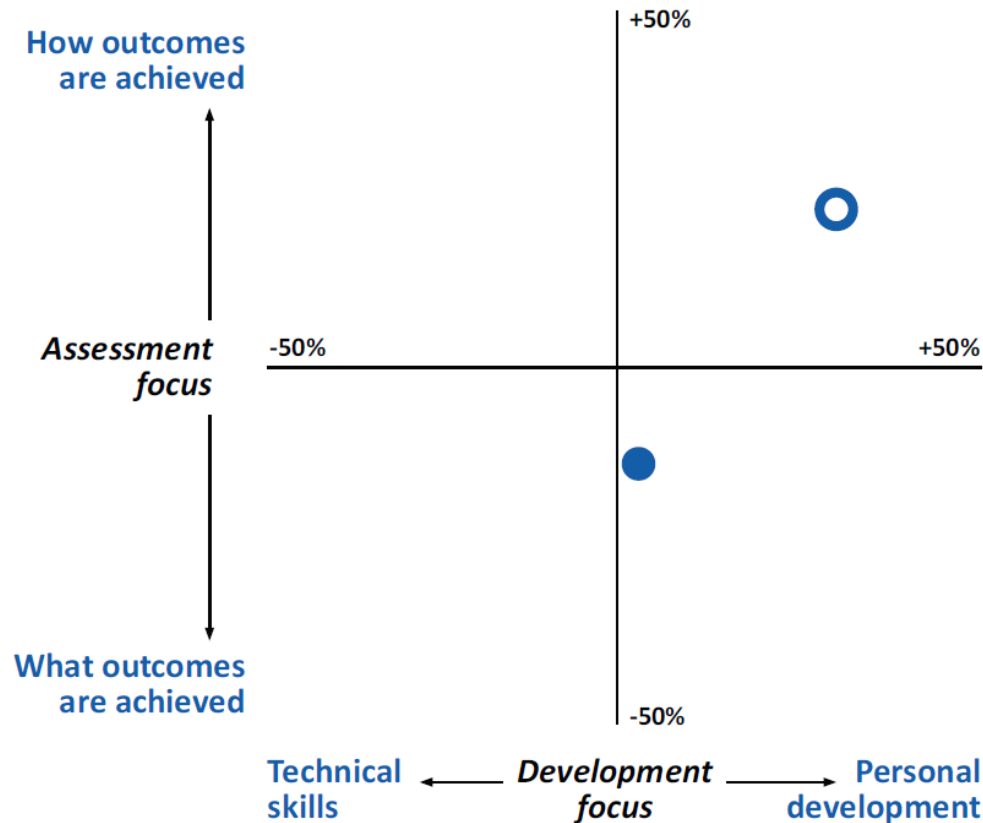 +50%
How outcomes
are achieved
Assessment
focus
-50%
+50%
What outcomes
are achieved
-50%
Technical
skills
Development
focus
Personal
development